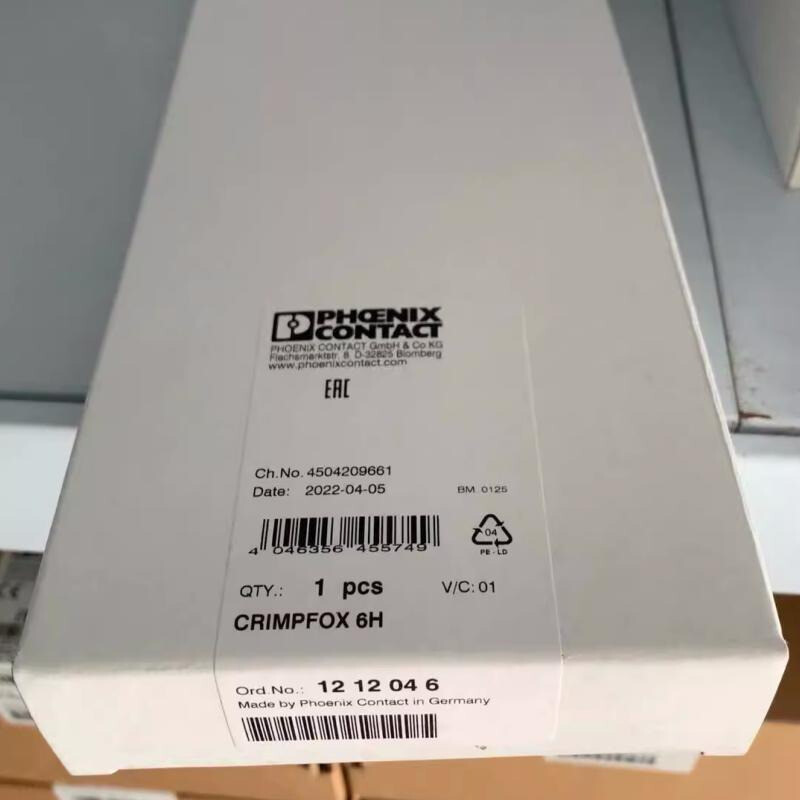 PHŒNIX
CONTACT
PHOENIX CONTACT GmbH & Co KG
Flachsmarktstr. 8, D-32825 Blomberg
www.phoenixcontact.com
EAC
Ch.No. 4504209661
Date: 2022-04-05
BM. 0125
4 046356 455749
04
PE-LD
QTY.: 1 pcs V/C: 01
CRIMPFOX 6H
Ord.No.: 12 12 04 6
Made by Phoenix Contact in Germany